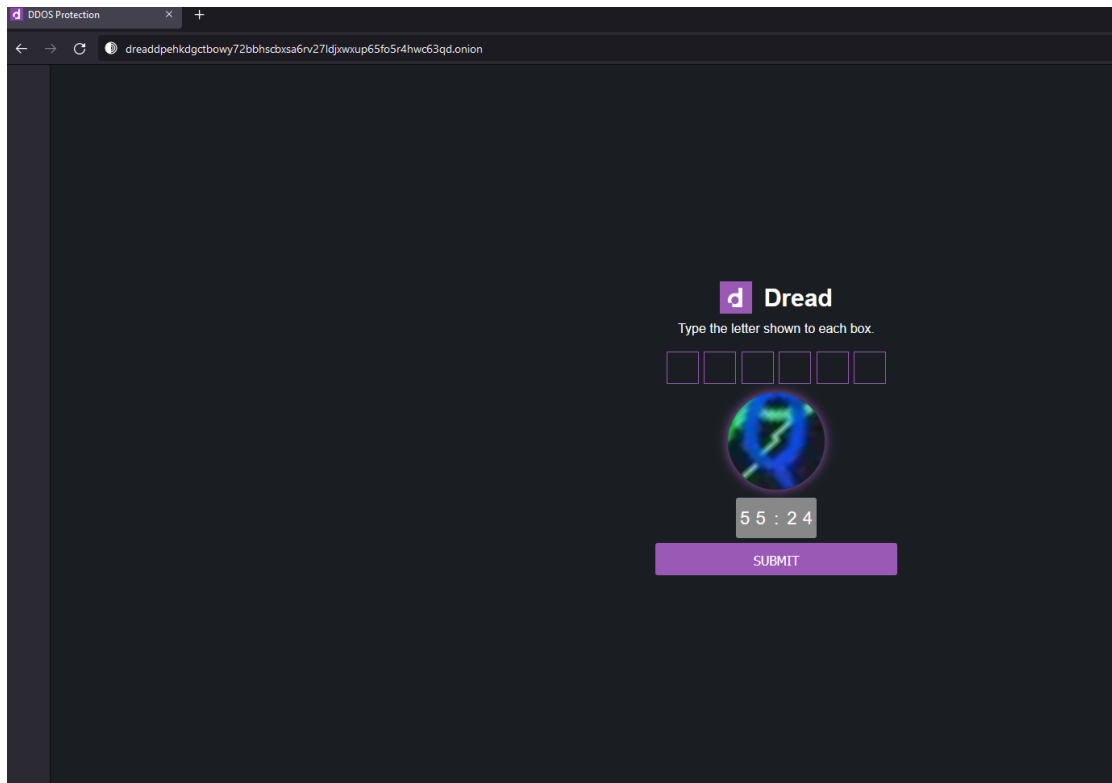 DDOS Protection
dreaddpehkdgctbowy72bbhscbxsa6rv27ldjxwxup65fo5r4hwc63qd.onion
d Dread
Type the letter shown to each box.
55:24
SUBMIT